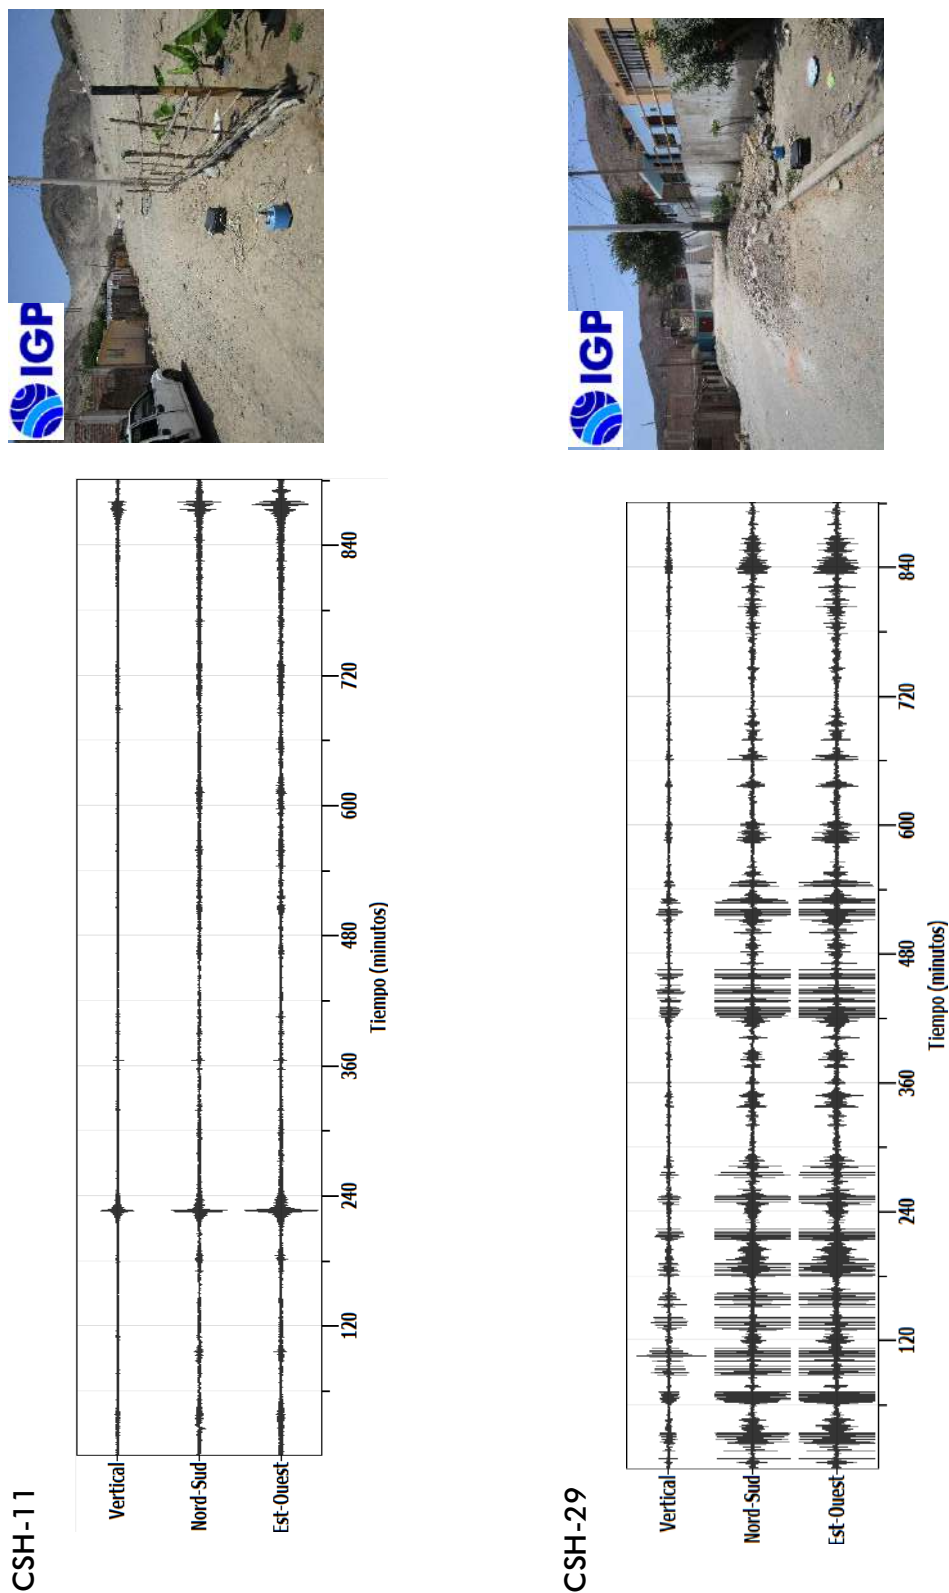 CSH-11
Vertical
Nord-Sud
Est-Ouest
120
240
360
480
600
720
840
Tiempo (minutos)
IGP
CSH-29
Vertical
Nord-Sud
Est-Ouest
120
240
360
480
600
720
840
Tiempo (minutos)
IGP